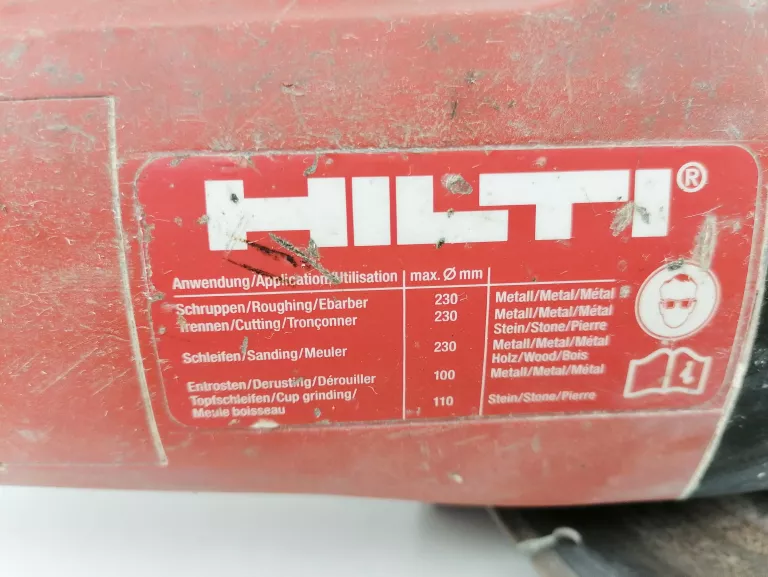 HILTI®
Anwendung/Application/Utilisation max. Ø mm
Schruppen/Roughing/Ebarber 230 Metall/Metal/Métal
Trennen/Cutting/Tronçonner 230 Metall/Metal/Métal
Stein/Stone/Pierre
Schleifen/Sanding/Meuler 230 Metall/Metal/Métal
Holz/Wood/Bois
Entrosten/Derusting/Dérouiller 100 Metall/Metal/Métal
Topfschleifen/Cup grinding/ 110 Stein/Stone/Pierre
Meule boisseau